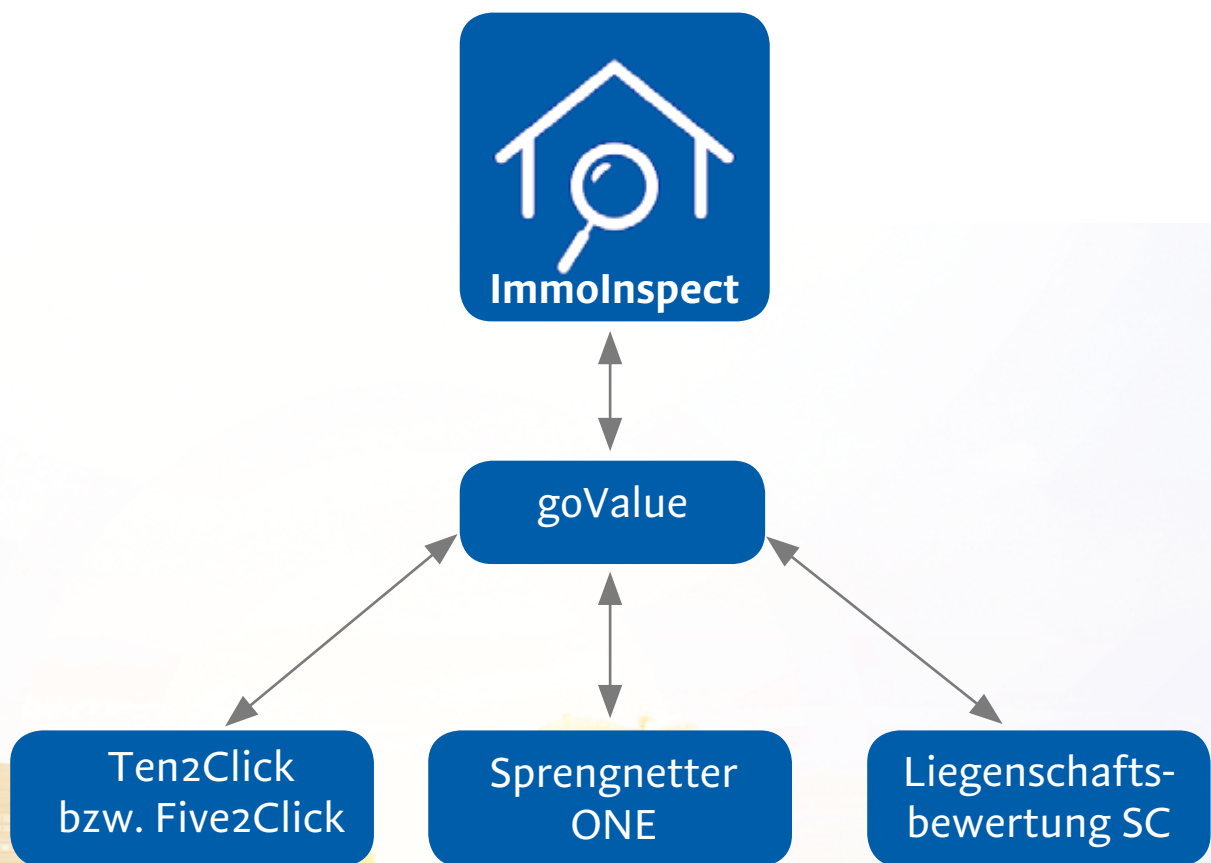 ImmoInspect
goValue
Ten2Click
bzw. Five2Click
Sprengnetter
ONE
Liegenschafts-
bewertung SC